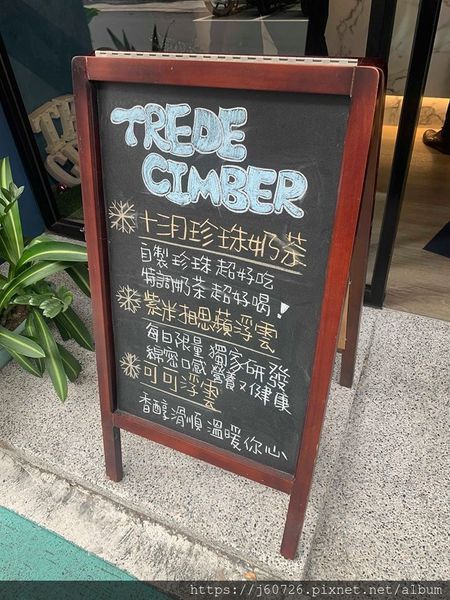 TREDE
CIMBER
十三月珍珠奶茶
自製珍珠超好吃
特調奶茶超好喝!
紫米相思蘋浮雲
每日限量獨家研發
綿密口感營養又健康
可可浮雲
香醇滑順溫暖你心
https://j60726.pixnet.net/album